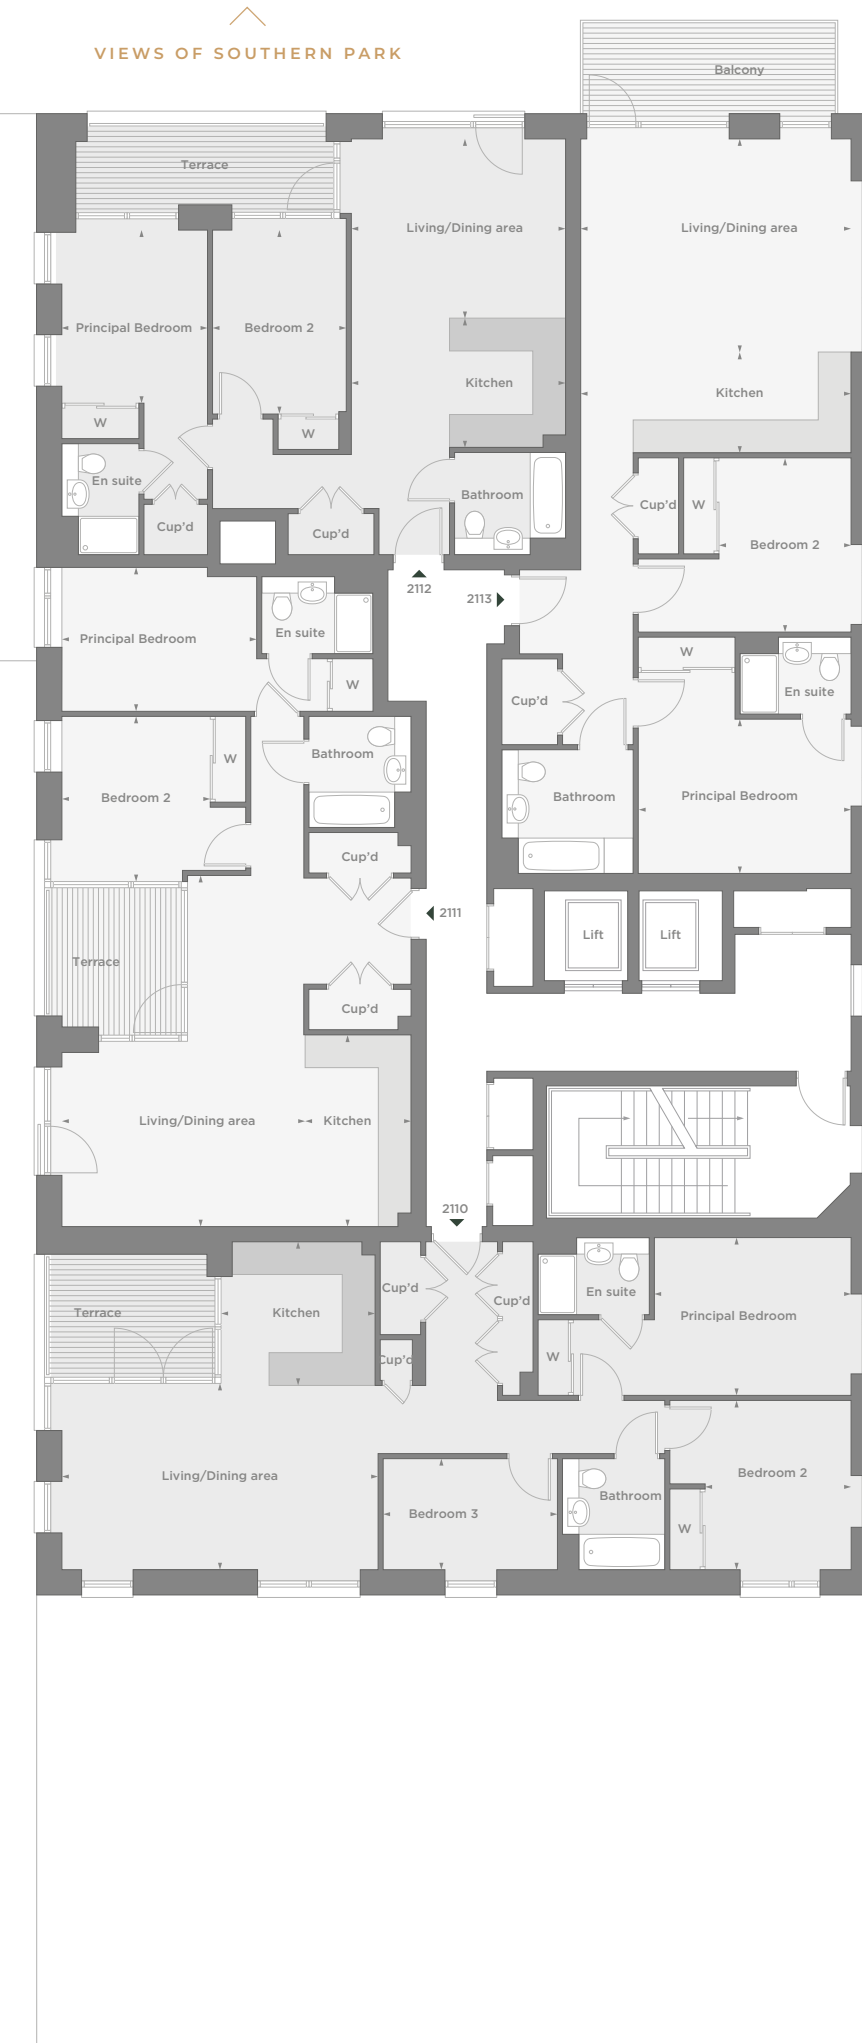 VIEWS OF SOUTHERN PARK
Balcony
Terrace
Living/Dining area
Living/Dining area
Principal Bedroom
Bedroom 2
Kitchen
Kitchen
W
W
En suite
Bathroom
Cup'd
W
Cup'd
Cup'd
Bedroom 2
2112
2113
Principal Bedroom
En suite
W
W
En suite
Cup'd
Bathroom
W
Bedroom 2
Bathroom
Principal Bedroom
Cup'd
2111
Lift
Lift
Terrace
Cup'd
Living/Dining area
Kitchen
2110
Cup'd
En suite
Cup'd
Terrace
Kitchen
Principal Bedroom
Cup'd
W
Living/Dining area
Bedroom 2
Bathroom
Bedroom 3
W